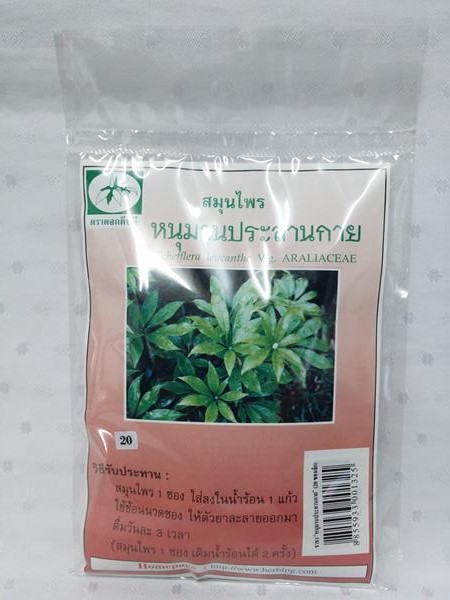 ตราดอกตีนเป็ด
สมุนไพร
หนุมานประสานกาย
Schefflera leucantha Vig. ARALIACEAE
20
วิธีรับประทาน :
สมุนไพร 1 ซอง ใส่ลงในน้ำร้อน 1 แก้ว
ใช้ช้อนนวดซอง ให้ตัวยาละลายออกมา
ดื่มวันละ 3 เวลา
(สมุนไพร 1 ซอง เติมน้ำร้อนได้ 2 ครั้ง)
Homepage : http://www.herblpg.com
8855933001325